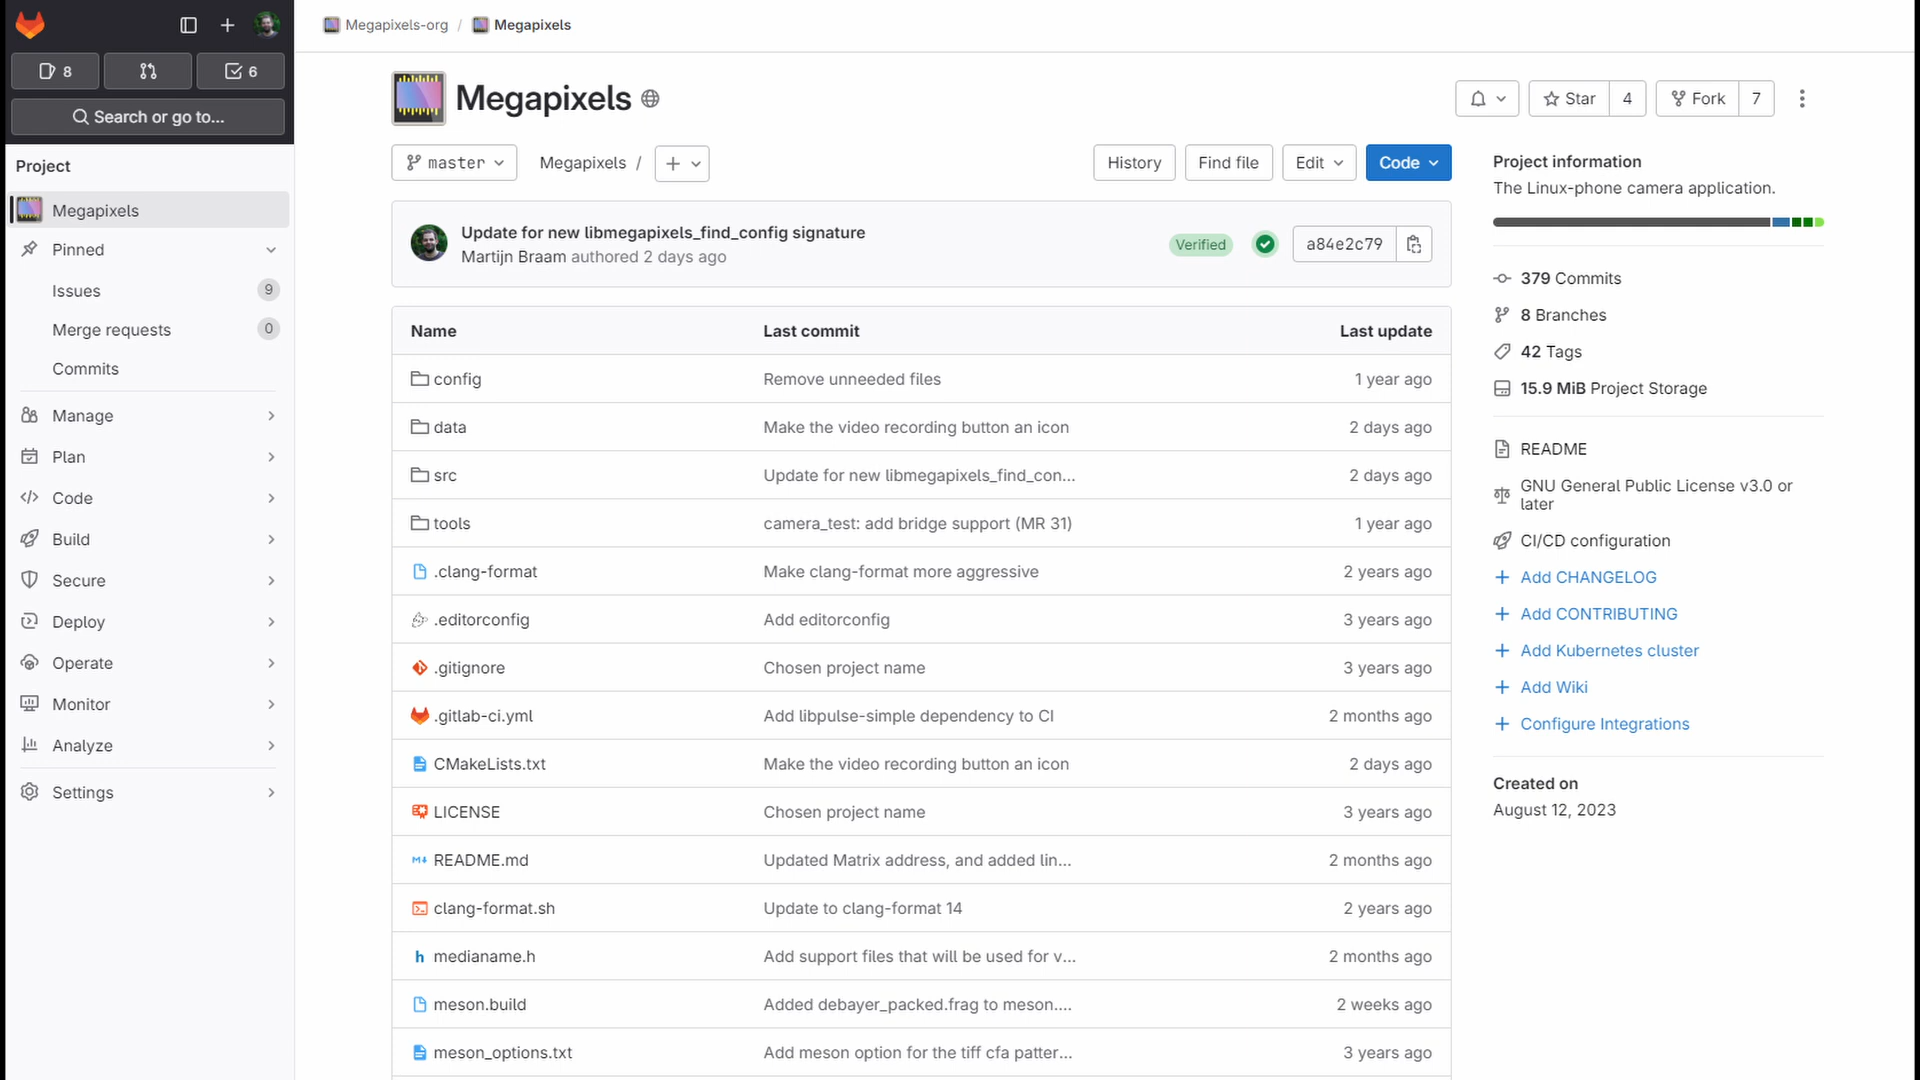 8
6
Search or go to...
Project
Megapixels
Pinned
Issues 9
Merge requests 0
Commits
Manage
Plan
Code
Build
Secure
Deploy
Operate
Monitor
Analyze
Settings
Megapixels-org / Megapixels
Megapixels
Star 4
Fork 7
master
Megapixels /
History
Find file
Edit
Code
Update for new libmegapixels_find_config signature
Martijn Braam authored 2 days ago
Verified
a84e2c79
Name Last commit Last update
config Remove unneeded files 1 year ago
data Make the video recording button an icon 2 days ago
src Update for new libmegapixels_find_con... 2 days ago
tools camera_test: add bridge support (MR 31) 1 year ago
.clang-format Make clang-format more aggressive 2 years ago
.editorconfig Add editorconfig 3 years ago
.gitignore Chosen project name 3 years ago
.gitlab-ci.yml Add libpulse-simple dependency to CI 2 months ago
CMakeLists.txt Make the video recording button an icon 2 days ago
LICENSE Chosen project name 3 years ago
README.md Updated Matrix address, and added lin... 2 months ago
clang-format.sh Update to clang-format 14 2 years ago
h medianame.h Add support files that will be used for v... 2 months ago
meson.build Added debayer_packed.frag to meson.... 2 weeks ago
meson_options.txt Add meson option for the tiff cfa patter... 3 years ago
Project information
The Linux-phone camera application.
379 Commits
8 Branches
42 Tags
15.9 MiB Project Storage
README
GNU General Public License v3.0 or
later
CI/CD configuration
Add CHANGELOG
Add CONTRIBUTING
Add Kubernetes cluster
Add Wiki
Configure Integrations
Created on
August 12, 2023